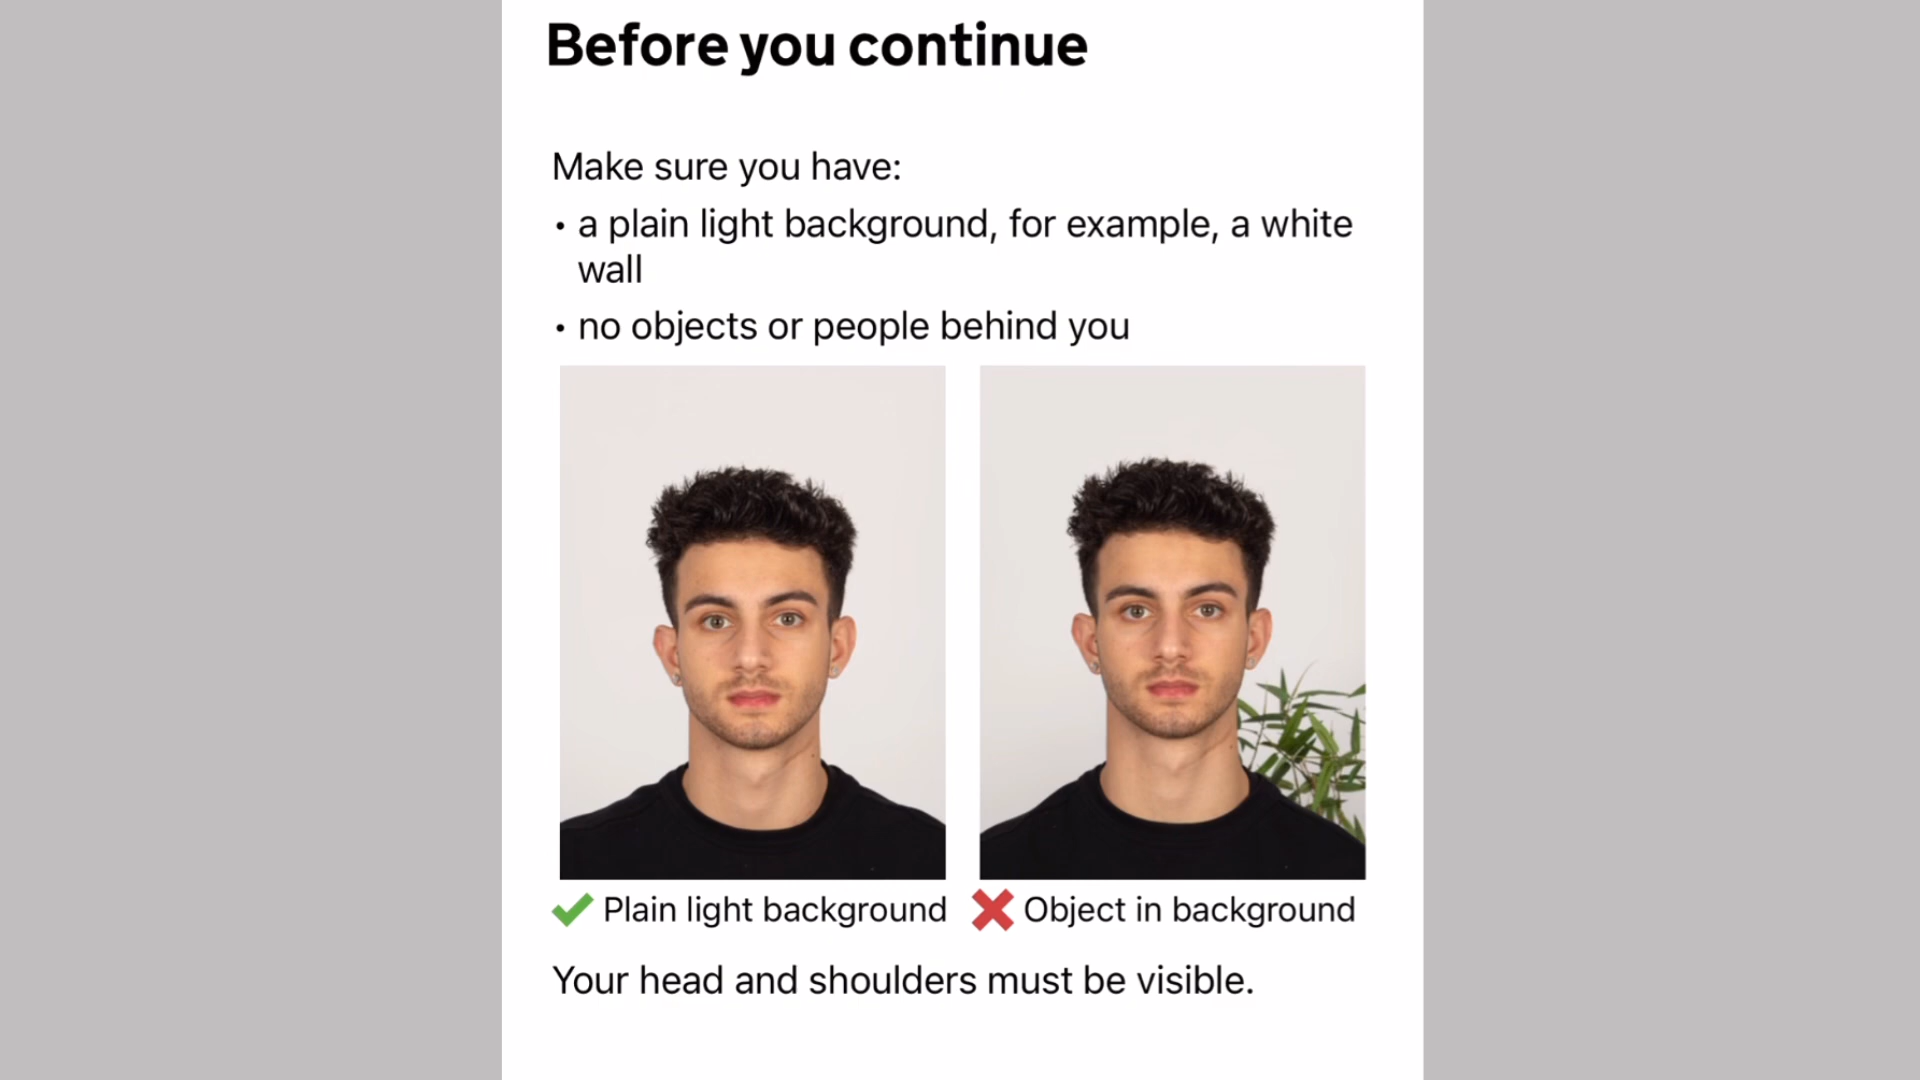 Before you continue
Make sure you have:
• a plain light background, for example, a white
wall
• no objects or people behind you
Plain light background
Object in background
Your head and shoulders must be visible.